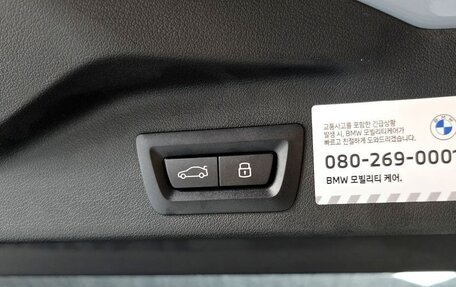 교통사고를 포함한 긴급상황
발생 시, BMW 모빌리티케어가
빠르고 친절하게 도와드리겠습니다.
080-269-0001
BMW 모빌리티 케어.